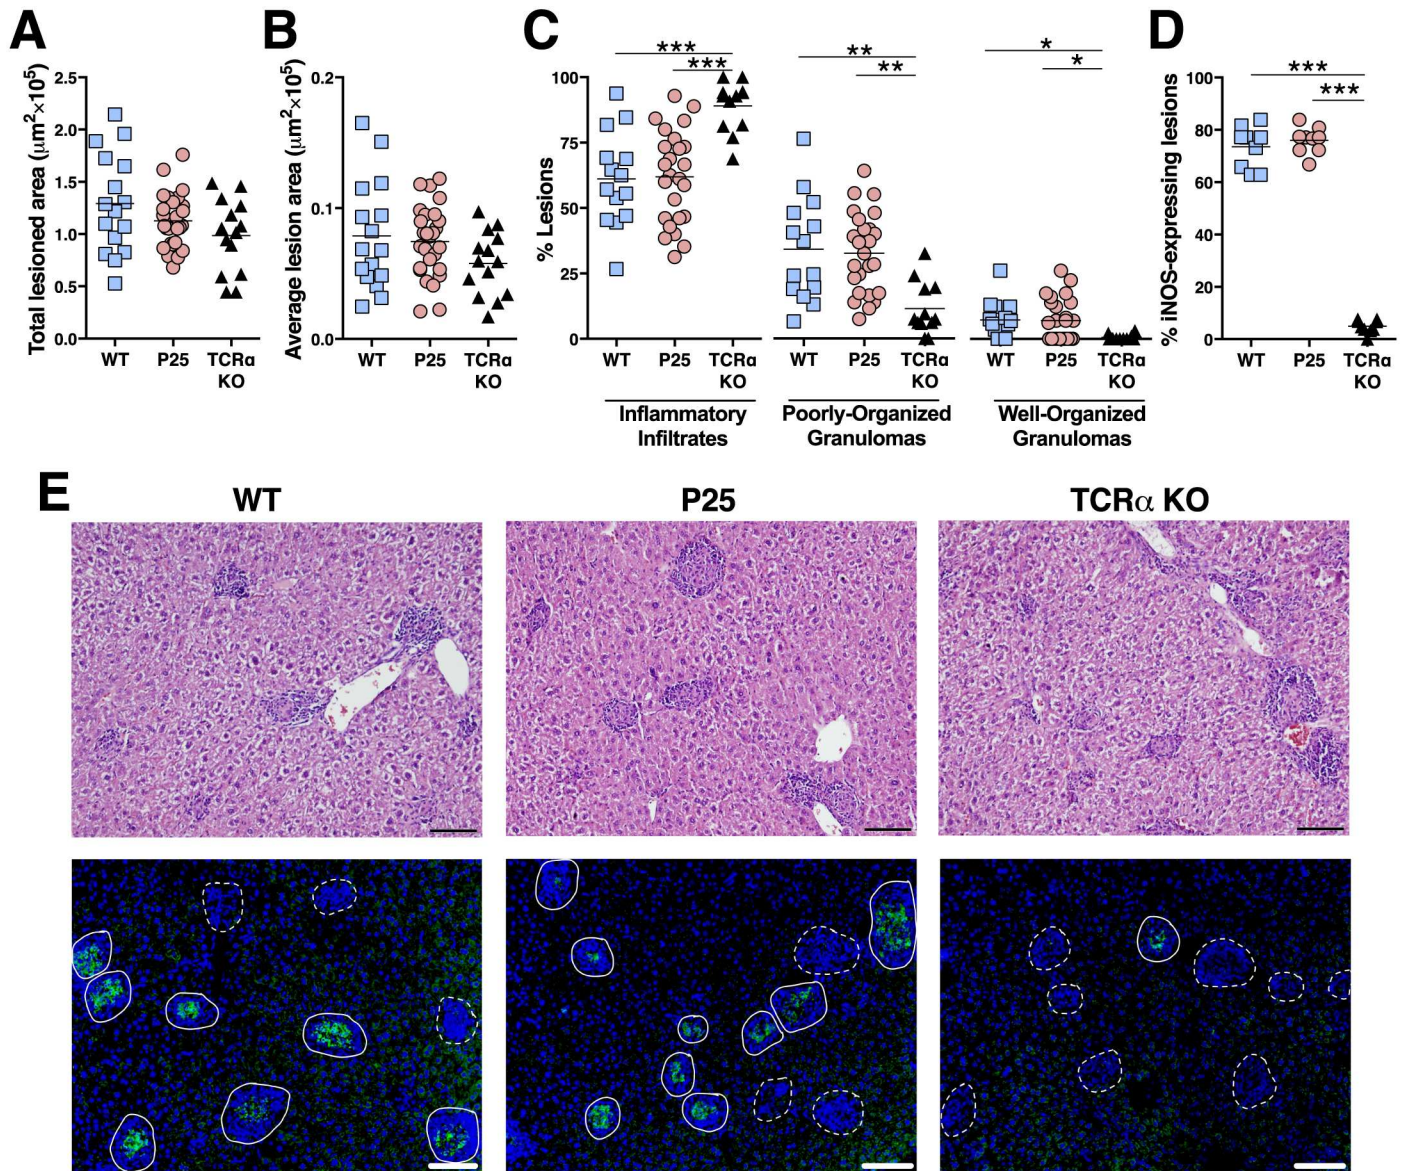 A
Total lesioned area (μm²×10⁵)
2.5
2.0
1.5
1.0
0.5
0.0
WT P25 TCRα
KO
B
Average lesion area (μm²×10⁵)
0.2
0.1
0.0
WT P25 TCRα
KO
C
% Lesions
100
75
50
25
0
*** ** *
*** ** *
WT P25 TCRα WT P25 TCRα WT P25 TCRα
KO KO KO
Inflammatory Poorly-Organized Well-Organized
Infiltrates Granulomas Granulomas
D
% iNOS-expressing lesions
100
80
60
40
20
0
***
***
WT P25 TCRα
KO
E
WT P25 TCRα KO